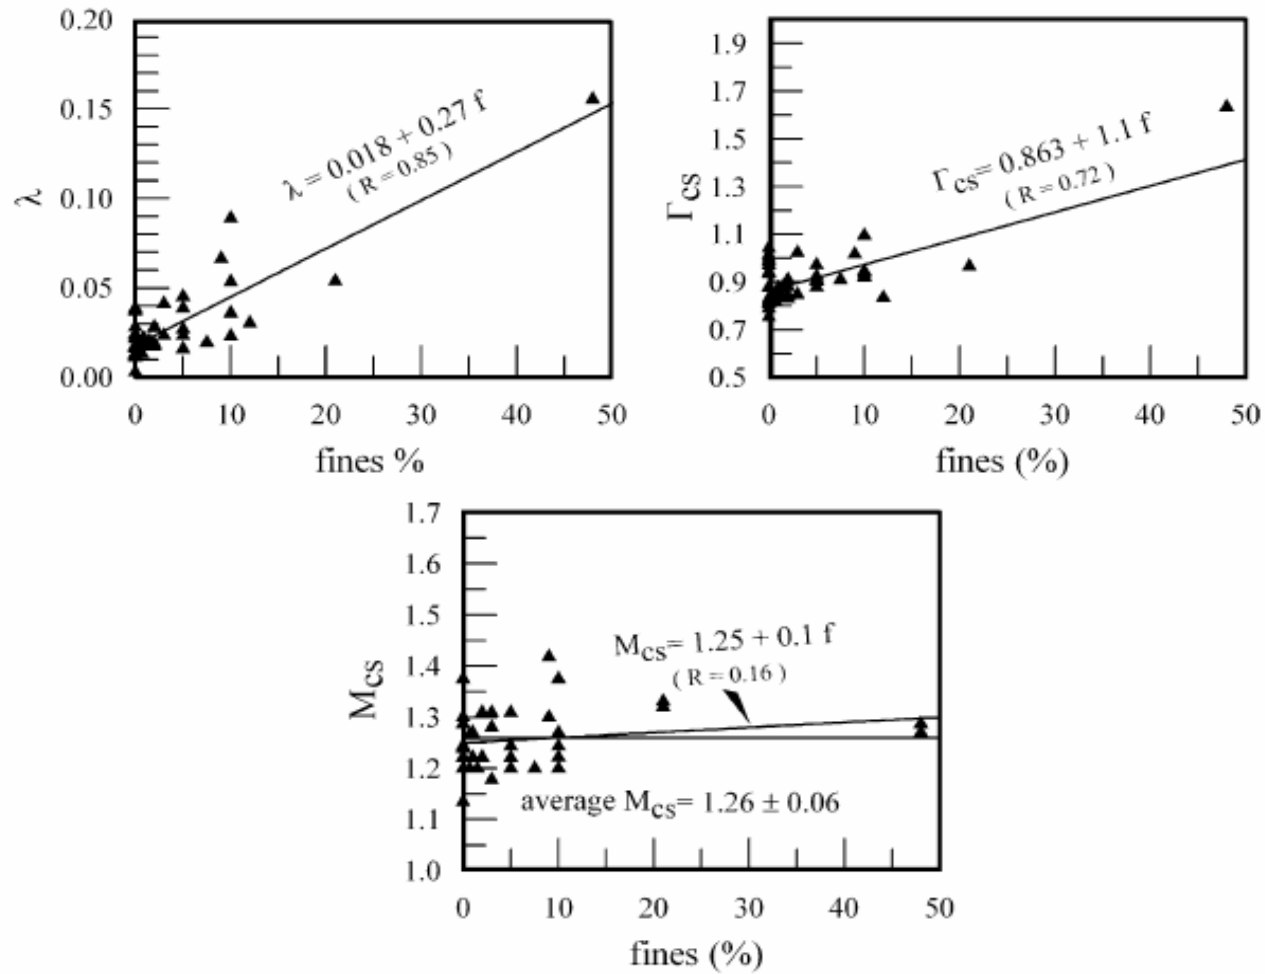 0.20
0.15
0.10
0.05
0.00
λ
λ = 0.018 + 0.27 f
( R = 0.85 )
0 10 20 30 40 50
fines %
1.9
1.7
1.5
1.3
1.1
0.9
0.7
0.5
Γcs
Γcs= 0.863 + 1.1 f
( R = 0.72 )
0 10 20 30 40 50
fines (%)
1.7
1.6
1.5
1.4
1.3
1.2
1.1
1.0
Mcs
Mcs= 1.25 + 0.1 f
( R = 0.16 )
average Mcs= 1.26 ± 0.06
0 10 20 30 40 50
fines (%)